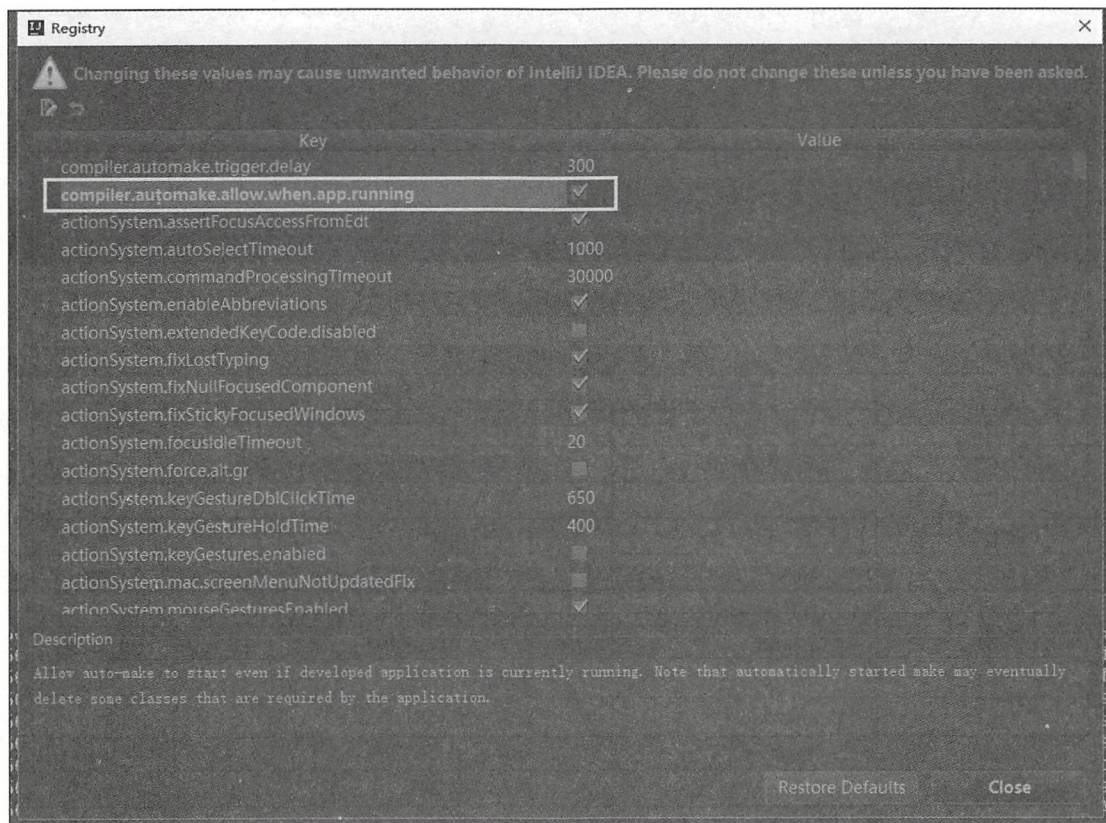 IJ Registry
Changing these values may cause unwanted behavior of IntelliJ IDEA. Please do not change these unless you have been asked.
Key Value
compiler.automake.trigger.delay 300
compiler.automake.allow.when.app.running
actionSystem.assertFocusAccessFromEdt
actionSystem.autoSelectTimeout 1000
actionSystem.commandProcessingTimeout 30000
actionSystem.enableAbbreviations
actionSystem.extendedKeyCode.disabled
actionSystem.fixLostTyping
actionSystem.fixNullFocusedComponent
actionSystem.fixStickyFocusedWindows
actionSystem.focusIdleTimeout 20
actionSystem.force.alt.gr
actionSystem.keyGestureDblClickTime 650
actionSystem.keyGestureHoldTime 400
actionSystem.keyGestures.enabled
actionSystem.mac.screenMenuNotUpdatedFix
actionSystem.mouseGesturesEnabled
Description
Allow auto-make to start even if developed application is currently running. Note that automatically started make may eventually
delete some classes that are required by the application.
Restore Defaults Close